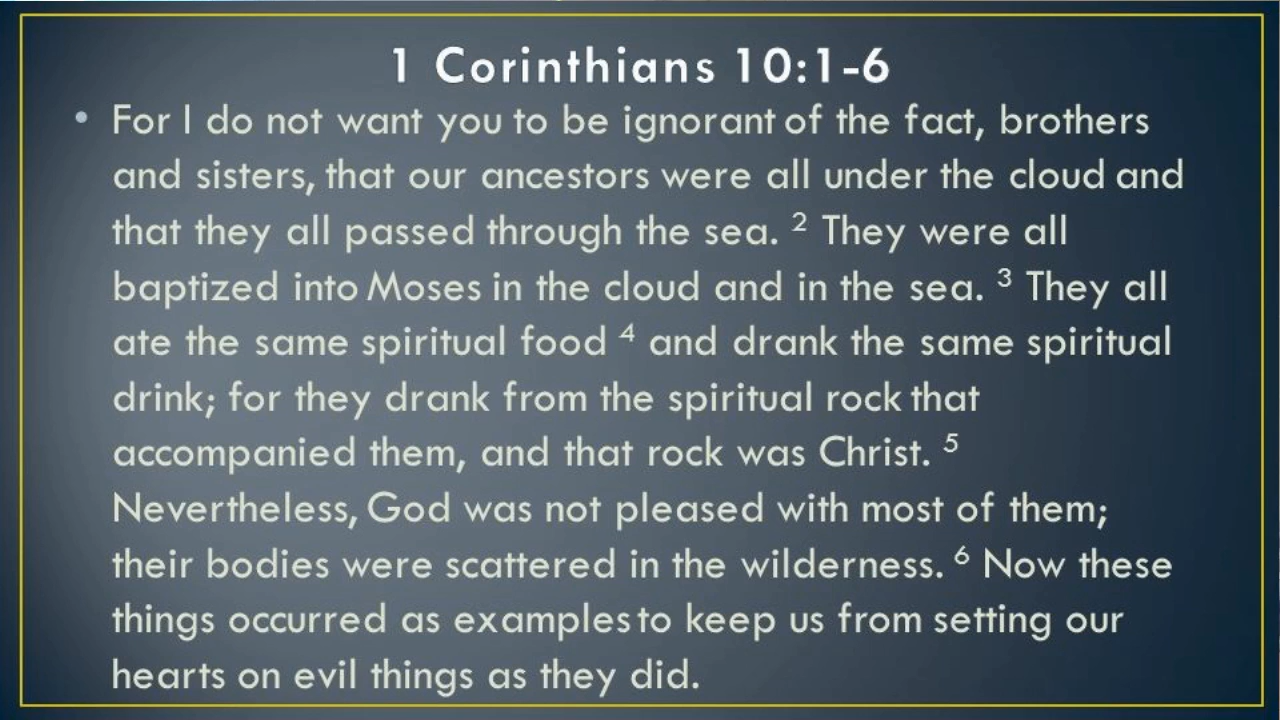 1 Corinthians 10:1-6
• For I do not want you to be ignorant of the fact, brothers
and sisters, that our ancestors were all under the cloud and
that they all passed through the sea. ² They were all
baptized into Moses in the cloud and in the sea. ³ They all
ate the same spiritual food ⁴ and drank the same spiritual
drink; for they drank from the spiritual rock that
accompanied them, and that rock was Christ. ⁵
Nevertheless, God was not pleased with most of them;
their bodies were scattered in the wilderness. ⁶ Now these
things occurred as examples to keep us from setting our
hearts on evil things as they did.